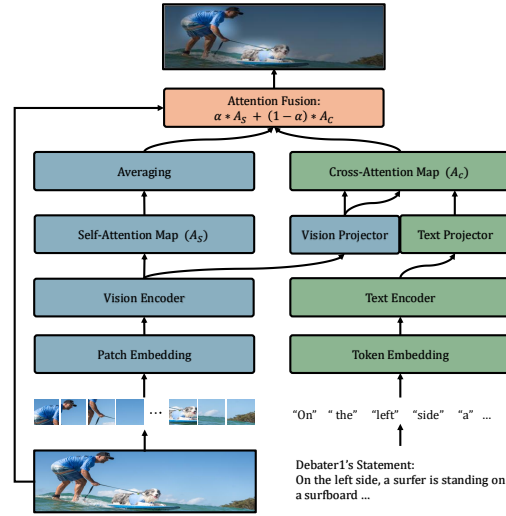 Attention Fusion:
α * A_S + (1 − α) * A_C
Averaging
Cross-Attention Map (A_c)
Self-Attention Map (A_S)
Vision Projector
Text Projector
Vision Encoder
Text Encoder
Patch Embedding
Token Embedding
...
“On” “ the” “left” “side” “a” ...
Debater1's Statement:
On the left side, a surfer is standing on
a surfboard ...